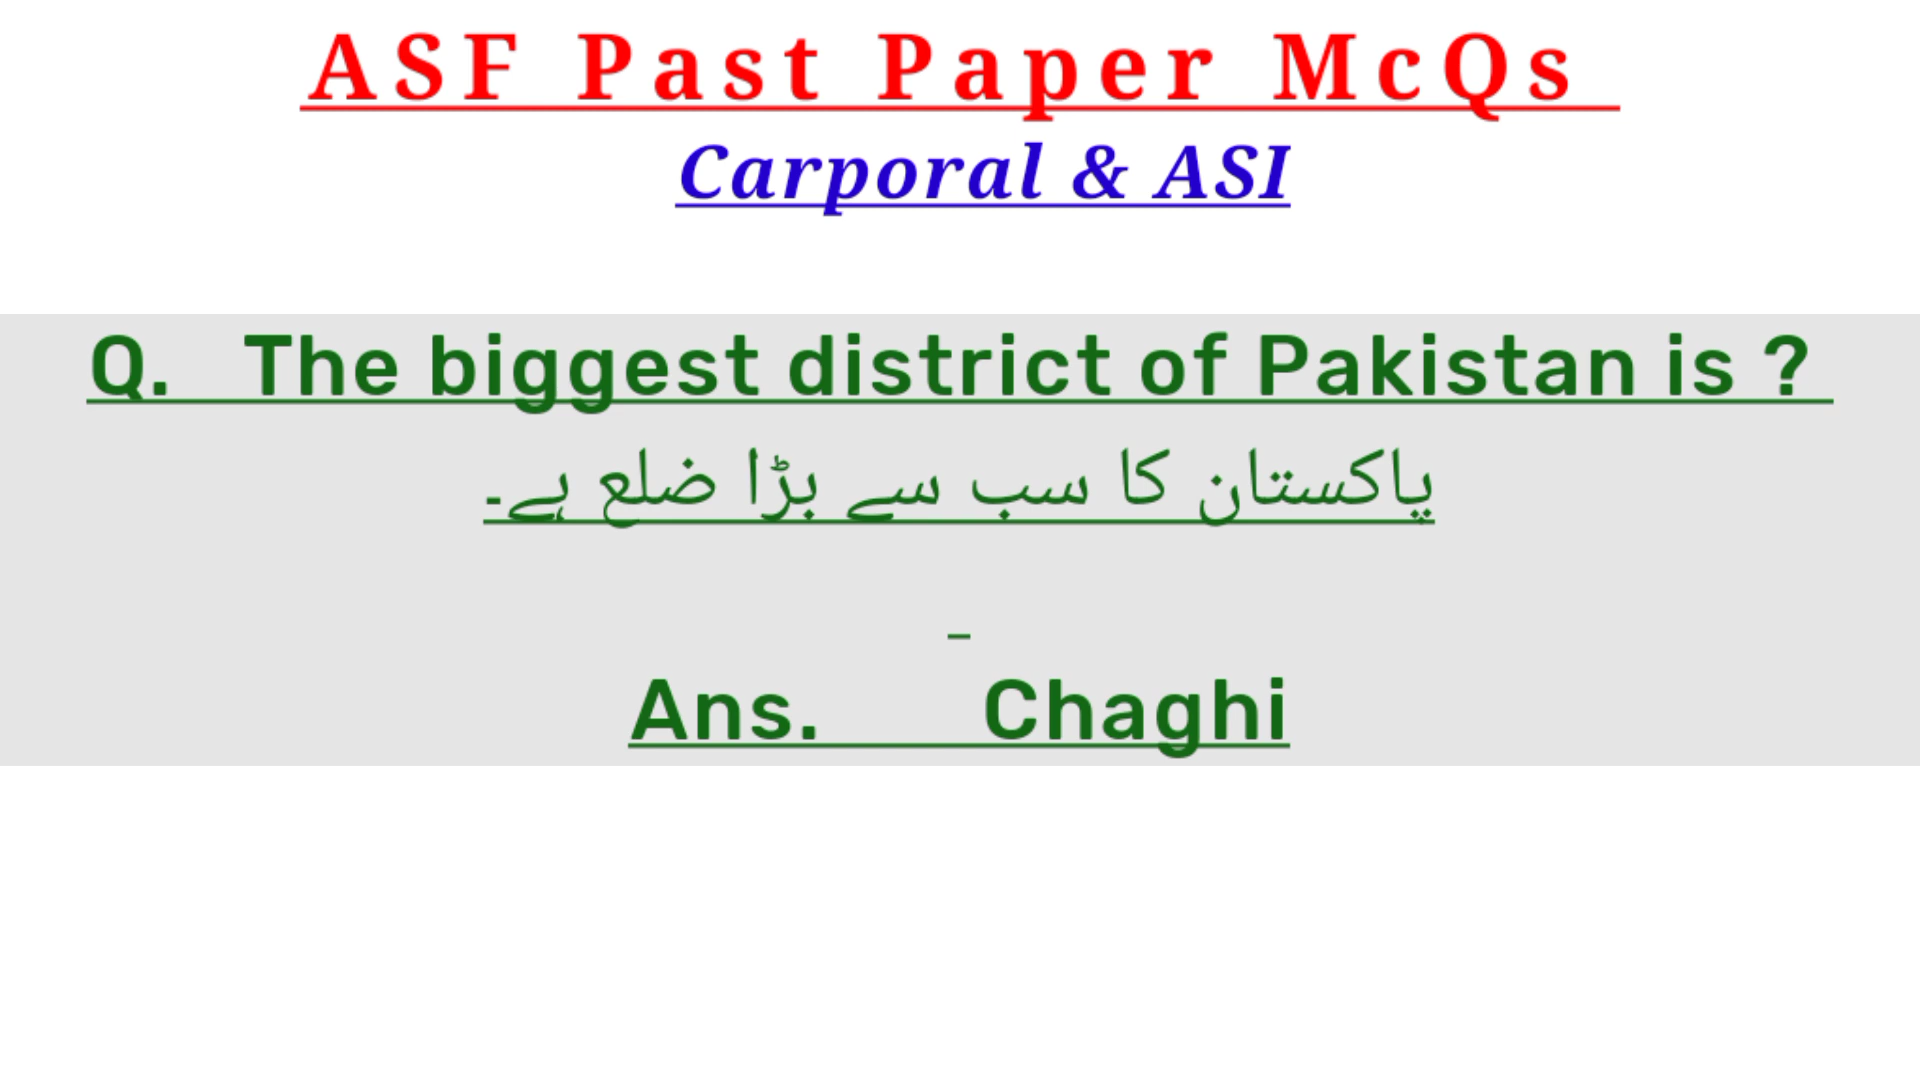 ASF Past Paper McQs
Carporal & ASI
Q. The biggest district of Pakistan is ?
پاکستان کا سب سے بڑا ضلع ہے۔
Ans. Chaghi